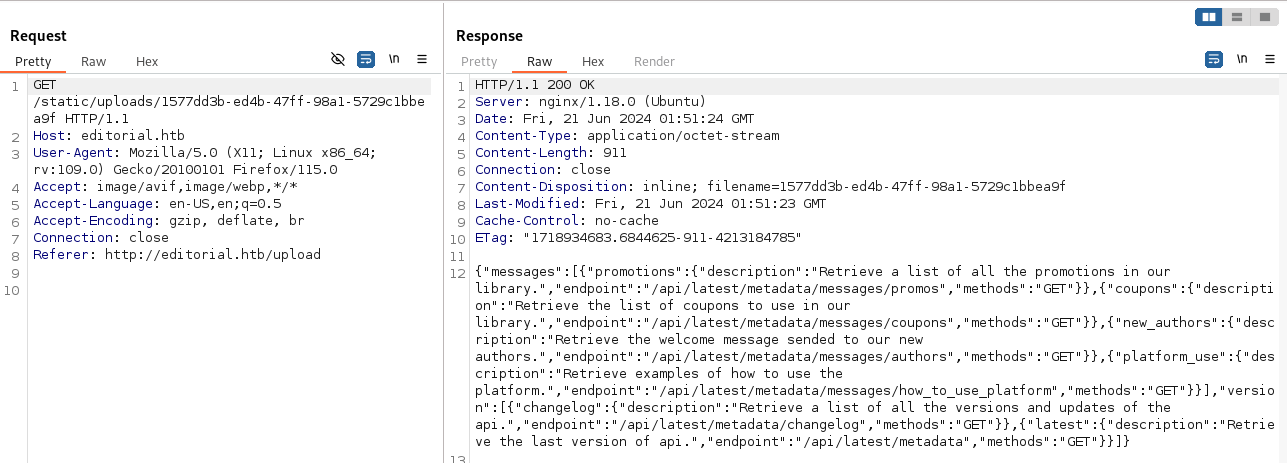 Request
Pretty Raw Hex \n
1 GET
/static/uploads/1577dd3b-ed4b-47ff-98a1-5729c1bbe
a9f HTTP/1.1
2 Host: editorial.htb
3 User-Agent: Mozilla/5.0 (X11; Linux x86_64;
rv:109.0) Gecko/20100101 Firefox/115.0
4 Accept: image/avif,image/webp,*/*
5 Accept-Language: en-US,en;q=0.5
6 Accept-Encoding: gzip, deflate, br
7 Connection: close
8 Referer: http://editorial.htb/upload
9
10
Response
Pretty Raw Hex Render \n
1 HTTP/1.1 200 OK
2 Server: nginx/1.18.0 (Ubuntu)
3 Date: Fri, 21 Jun 2024 01:51:24 GMT
4 Content-Type: application/octet-stream
5 Content-Length: 911
6 Connection: close
7 Content-Disposition: inline; filename=1577dd3b-ed4b-47ff-98a1-5729c1bbea9f
8 Last-Modified: Fri, 21 Jun 2024 01:51:23 GMT
9 Cache-Control: no-cache
10 ETag: "1718934683.6844625-911-4213184785"
11
12 {"messages":[{"promotions":{"description":"Retrieve a list of all the promotions in our
library.","endpoint":"/api/latest/metadata/messages/promos","methods":"GET"}},{"coupons":{"descripti
on":"Retrieve the list of coupons to use in our
library.","endpoint":"/api/latest/metadata/messages/coupons","methods":"GET"}},{"new_authors":{"desc
ription":"Retrieve the welcome message sended to our new
authors.","endpoint":"/api/latest/metadata/messages/authors","methods":"GET"}},{"platform_use":{"des
cription":"Retrieve examples of how to use the
platform.","endpoint":"/api/latest/metadata/messages/how_to_use_platform","methods":"GET"}}],"versio
n":[{"changelog":{"description":"Retrieve a list of all the versions and updates of the
api.","endpoint":"/api/latest/metadata/changelog","methods":"GET"}},{"latest":{"description":"Retrie
ve the last version of api.","endpoint":"/api/latest/metadata","methods":"GET"}}]}
13